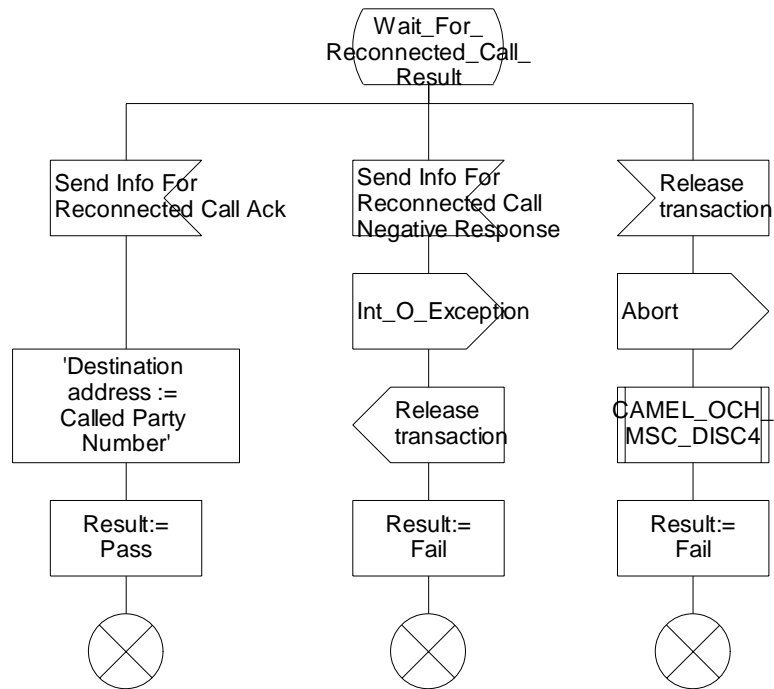 Wait_For_
Reconnected_Call_
Result
Send Info For
Reconnected Call Ack
Send Info For
Reconnected Call
Negative Response
Release
transaction
Int_O_Exception
Abort
'Destination
address :=
Called Party
Number'
Release
transaction
CAMEL_OCH_
MSC_DISC4
Result:=
Pass
Result:=
Fail
Result:=
Fail